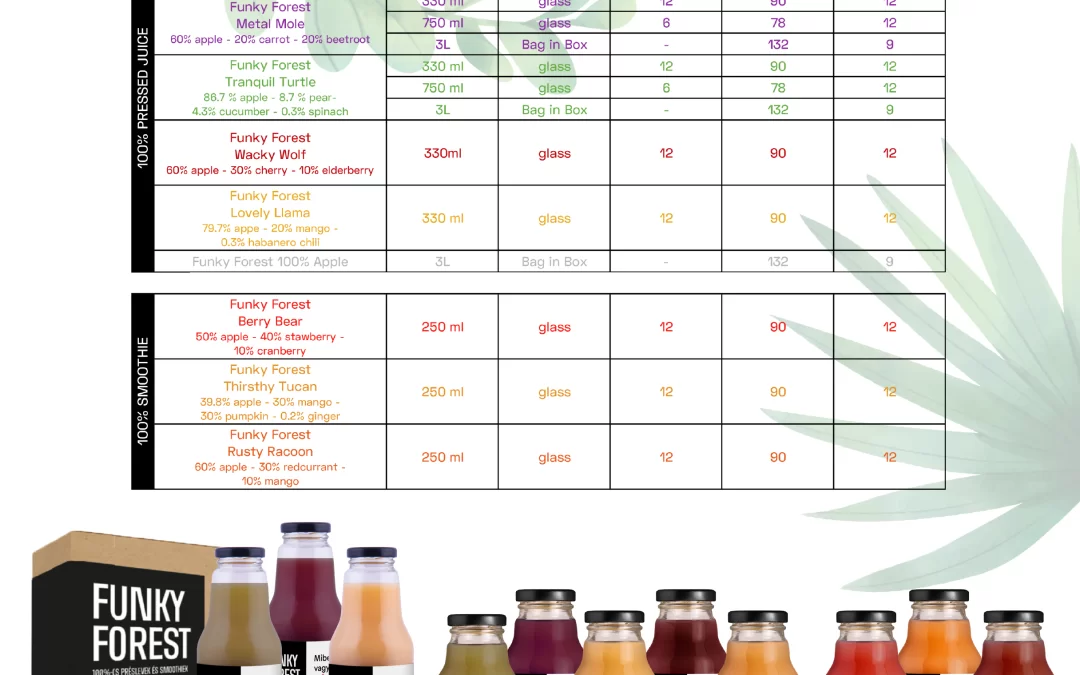 100% PRESSED JUICE
Funky Forest
Metal Mole
60% apple - 20% carrot - 20% beetroot
330 ml glass 12 90 12
750 ml glass 6 78 12
3L Bag in Box - 132 9
Funky Forest
Tranquil Turtle
86.7 % apple - 8.7 % pear-
4.3% cucumber - 0.3% spinach
330 ml glass 12 90 12
750 ml glass 6 78 12
3L Bag in Box - 132 9
Funky Forest
Wacky Wolf
60% apple - 30% cherry - 10% elderberry
330ml glass 12 90 12
Funky Forest
Lovely Llama
79.7% appe - 20% mango -
0.3% habanero chili
330 ml glass 12 90 12
Funky Forest 100% Apple 3L Bag in Box - 132 9
100% SMOOTHIE
Funky Forest
Berry Bear
50% apple - 40% stawberry -
10% cranberry
250 ml glass 12 90 12
Funky Forest
Thirsthy Tucan
39.8% apple - 30% mango -
30% pumpkin - 0.2% ginger
250 ml glass 12 90 12
Funky Forest
Rusty Racoon
60% apple - 30% redcurrant -
10% mango
250 ml glass 12 90 12
FUNKY
FOREST
100%-ES PRÉSLEVEK ÉS SMOOTHIEK
Mibe
vagy